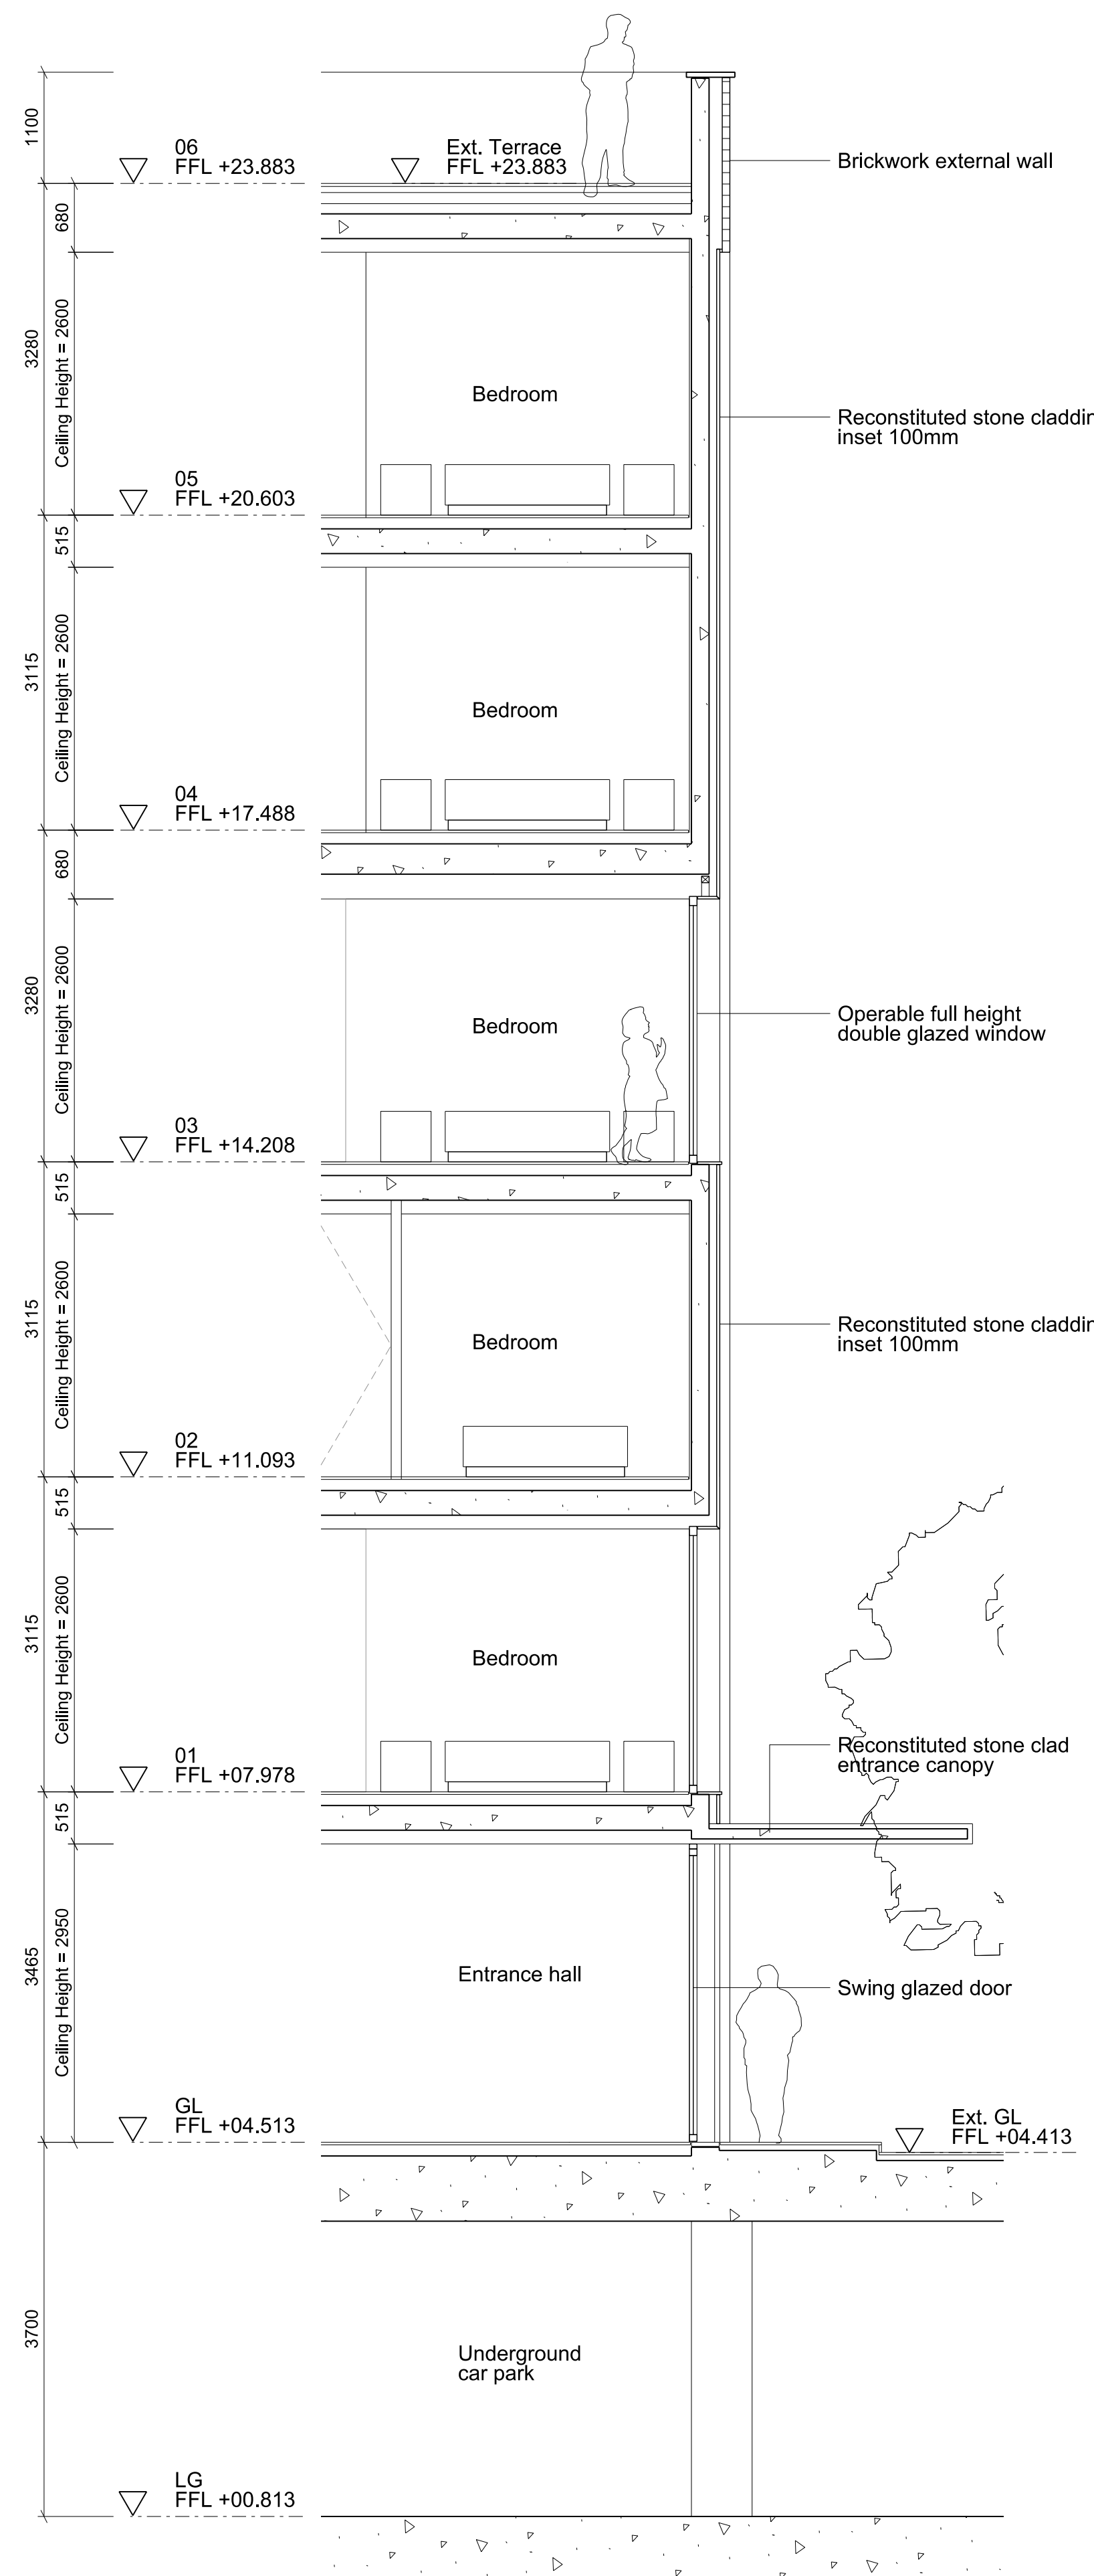 1100
06
FFL +23.883
Ext. Terrace
FFL +23.883
Brickwork external wall
680
3280
Ceiling Height = 2600
Bedroom
Reconstituted stone claddin
inset 100mm
05
FFL +20.603
515
3115
Ceiling Height = 2600
Bedroom
04
FFL +17.488
680
3280
Ceiling Height = 2600
Bedroom
Operable full height
double glazed window
03
FFL +14.208
515
3115
Ceiling Height = 2600
Bedroom
Reconstituted stone claddin
inset 100mm
02
FFL +11.093
515
3115
Ceiling Height = 2600
Bedroom
01
FFL +07.978
Reconstituted stone clad
entrance canopy
515
3465
Ceiling Height = 2950
Entrance hall
Swing glazed door
GL
FFL +04.513
Ext. GL
FFL +04.413
3700
Underground
car park
LG
FFL +00.813